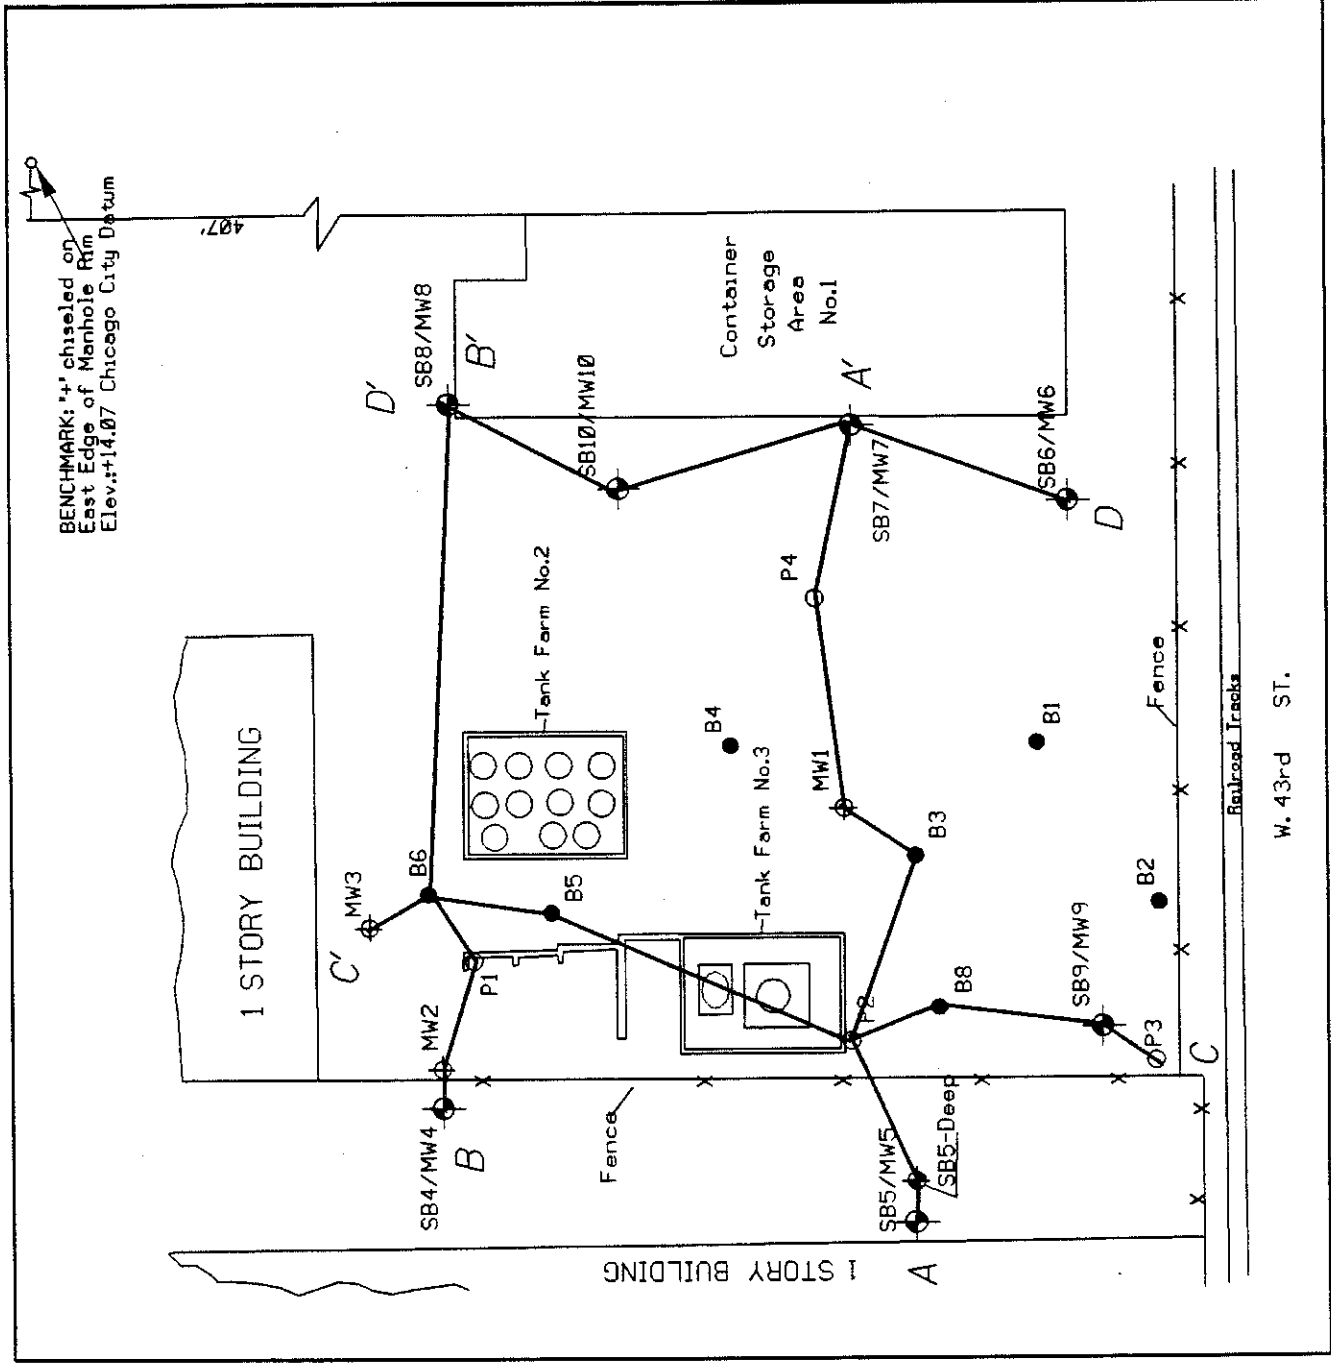 BENCHMARK: "+" chiseled on
East Edge of Manhole Rim
Elev.:+14.07 Chicago City Datum
407'
1 STORY BUILDING
D'
SB8/MW8
B'
SB10/MW10
Container
Storage
Area
No.1
A'
SB7/MW7
SB6/MW6
D
Tank Farm No.2
P4
B4
MW1
B1
Fence
Railroad Tracks
W. 43rd ST.
MW3
B6
C'
B5
Tank Farm No.3
B3
B2
P1
MW2
P2
B8
SB9/MW9
P3
C
SB4/MW4
B
Fence
SB5/MW5
SB5-Deep
A
1 STORY BUILDING